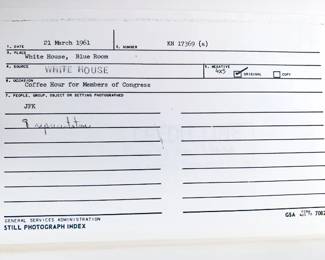 21 March 1961 KN 17369 (a)
1. DATE 2. NUMBER
3. PLACE
White House, Blue Room
4. SOURCE 5. NEGATIVE
WHITE HOUSE 4x5 ✓ ORIGINAL COPY
6. OCCASION
Coffee Hour for Members of Congress
7. PEOPLE, GROUP, OBJECT OR SETTING PHOTOGRAPHED
JFK
GENERAL SERVICES ADMINISTRATION
STILL PHOTOGRAPH INDEX GSA FORM 7082